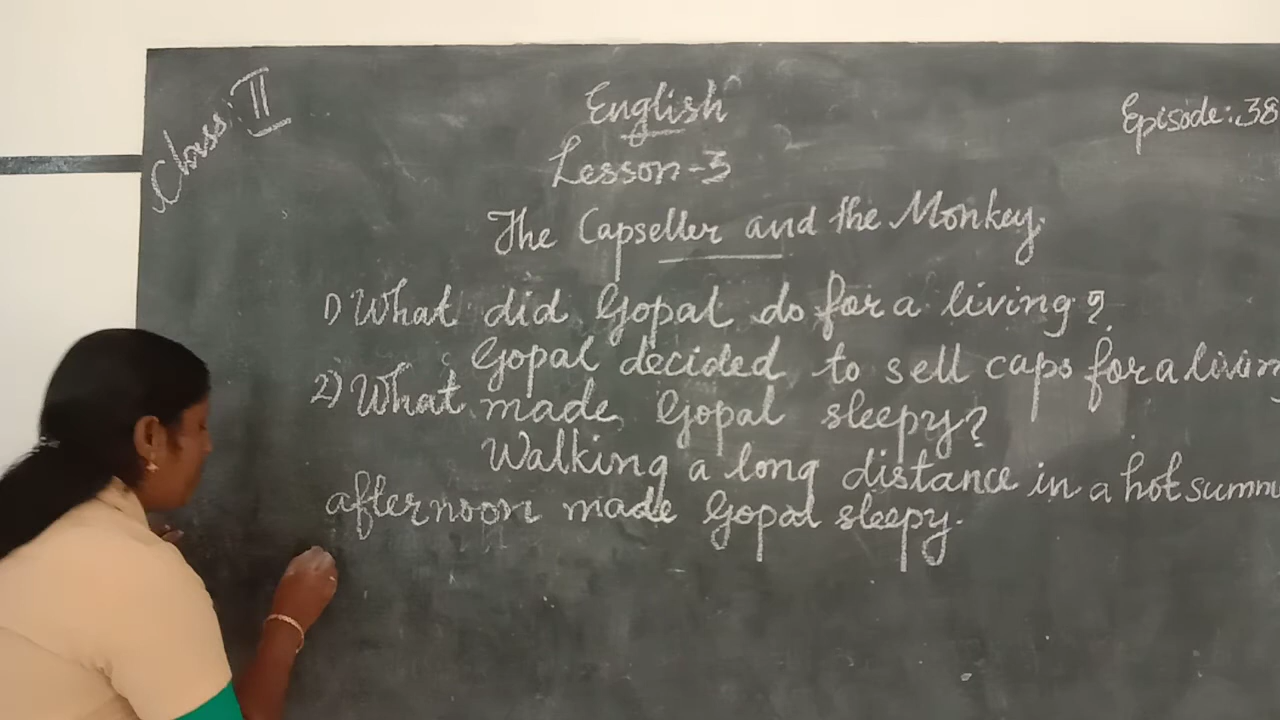 Class: II
English
Episode: 38
Lesson-3
The Capseller and the Monkey.
1) What did Gopal do for a living?
Gopal decided to sell caps for a
2) What made Gopal sleepy?
Walking a long distance in a hot
afternoon made Gopal sleepy.